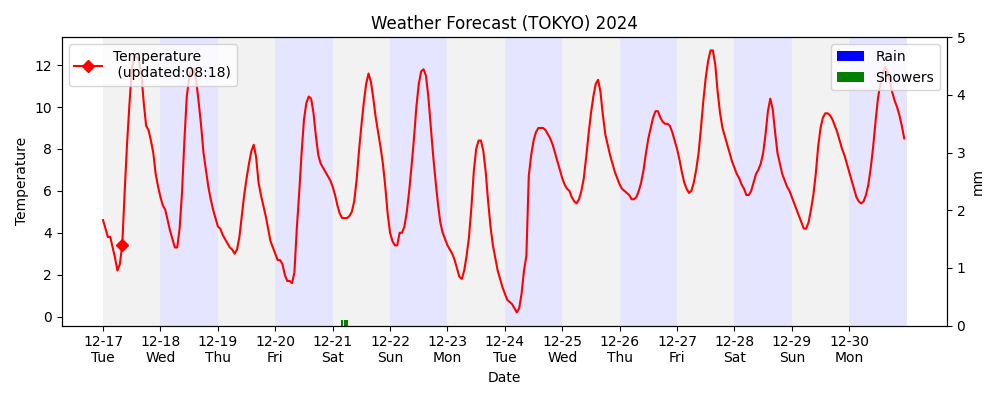 Weather Forecast (TOKYO) 2024
Temperature
(updated:08:18)
Rain
Showers
Temperature
12
10
8
6
4
2
0
5
4
3
2
1
0
mm
12-17 12-18 12-19 12-20 12-21 12-22 12-23 12-24 12-25 12-26 12-27 12-28 12-29 12-30
Tue Wed Thu Fri Sat Sun Mon Tue Wed Thu Fri Sat Sun Mon
Date